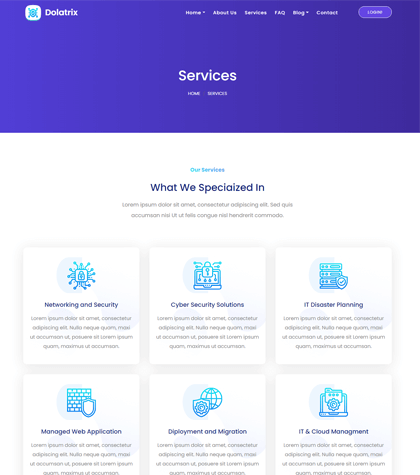 Dolatrix
Home About Us Services FAQ Blog Contact LOGIN!
Services
HOME SERVICES
Our Services
What We Speciaized In
Lorem ipsum dolor sit amet, consectetur adipiscing elit. Sed quis
accumsan nisi Ut ut felis congue nisl hendrerit commodo.
Networking and Security
Lorem ipsum dolor sit amet, consectetur
adipiscing elit. Nulla neque quam, maxi
ut accumsan ut, posuere sit Lorem ipsum
quam, maximus ut accumsan.
Cyber Security Solutions
Lorem ipsum dolor sit amet, consectetur
adipiscing elit. Nulla neque quam, maxi
ut accumsan ut, posuere sit Lorem ipsum
quam, maximus ut accumsan.
IT Disaster Planning
Lorem ipsum dolor sit amet, consectetur
adipiscing elit. Nulla neque quam, maxi
ut accumsan ut, posuere sit Lorem ipsum
quam, maximus ut accumsan.
Managed Web Application
Lorem ipsum dolor sit amet, consectetur
adipiscing elit. Nulla neque quam, maxi
ut accumsan ut, posuere sit Lorem ipsum
quam, maximus ut accumsan.
Diployment and Migration
Lorem ipsum dolor sit amet, consectetur
adipiscing elit. Nulla neque quam, maxi
ut accumsan ut, posuere sit Lorem ipsum
quam, maximus ut accumsan.
IT & Cloud Managment
Lorem ipsum dolor sit amet, consectetur
adipiscing elit. Nulla neque quam, maxi
ut accumsan ut, posuere sit Lorem ipsum
quam, maximus ut accumsan.